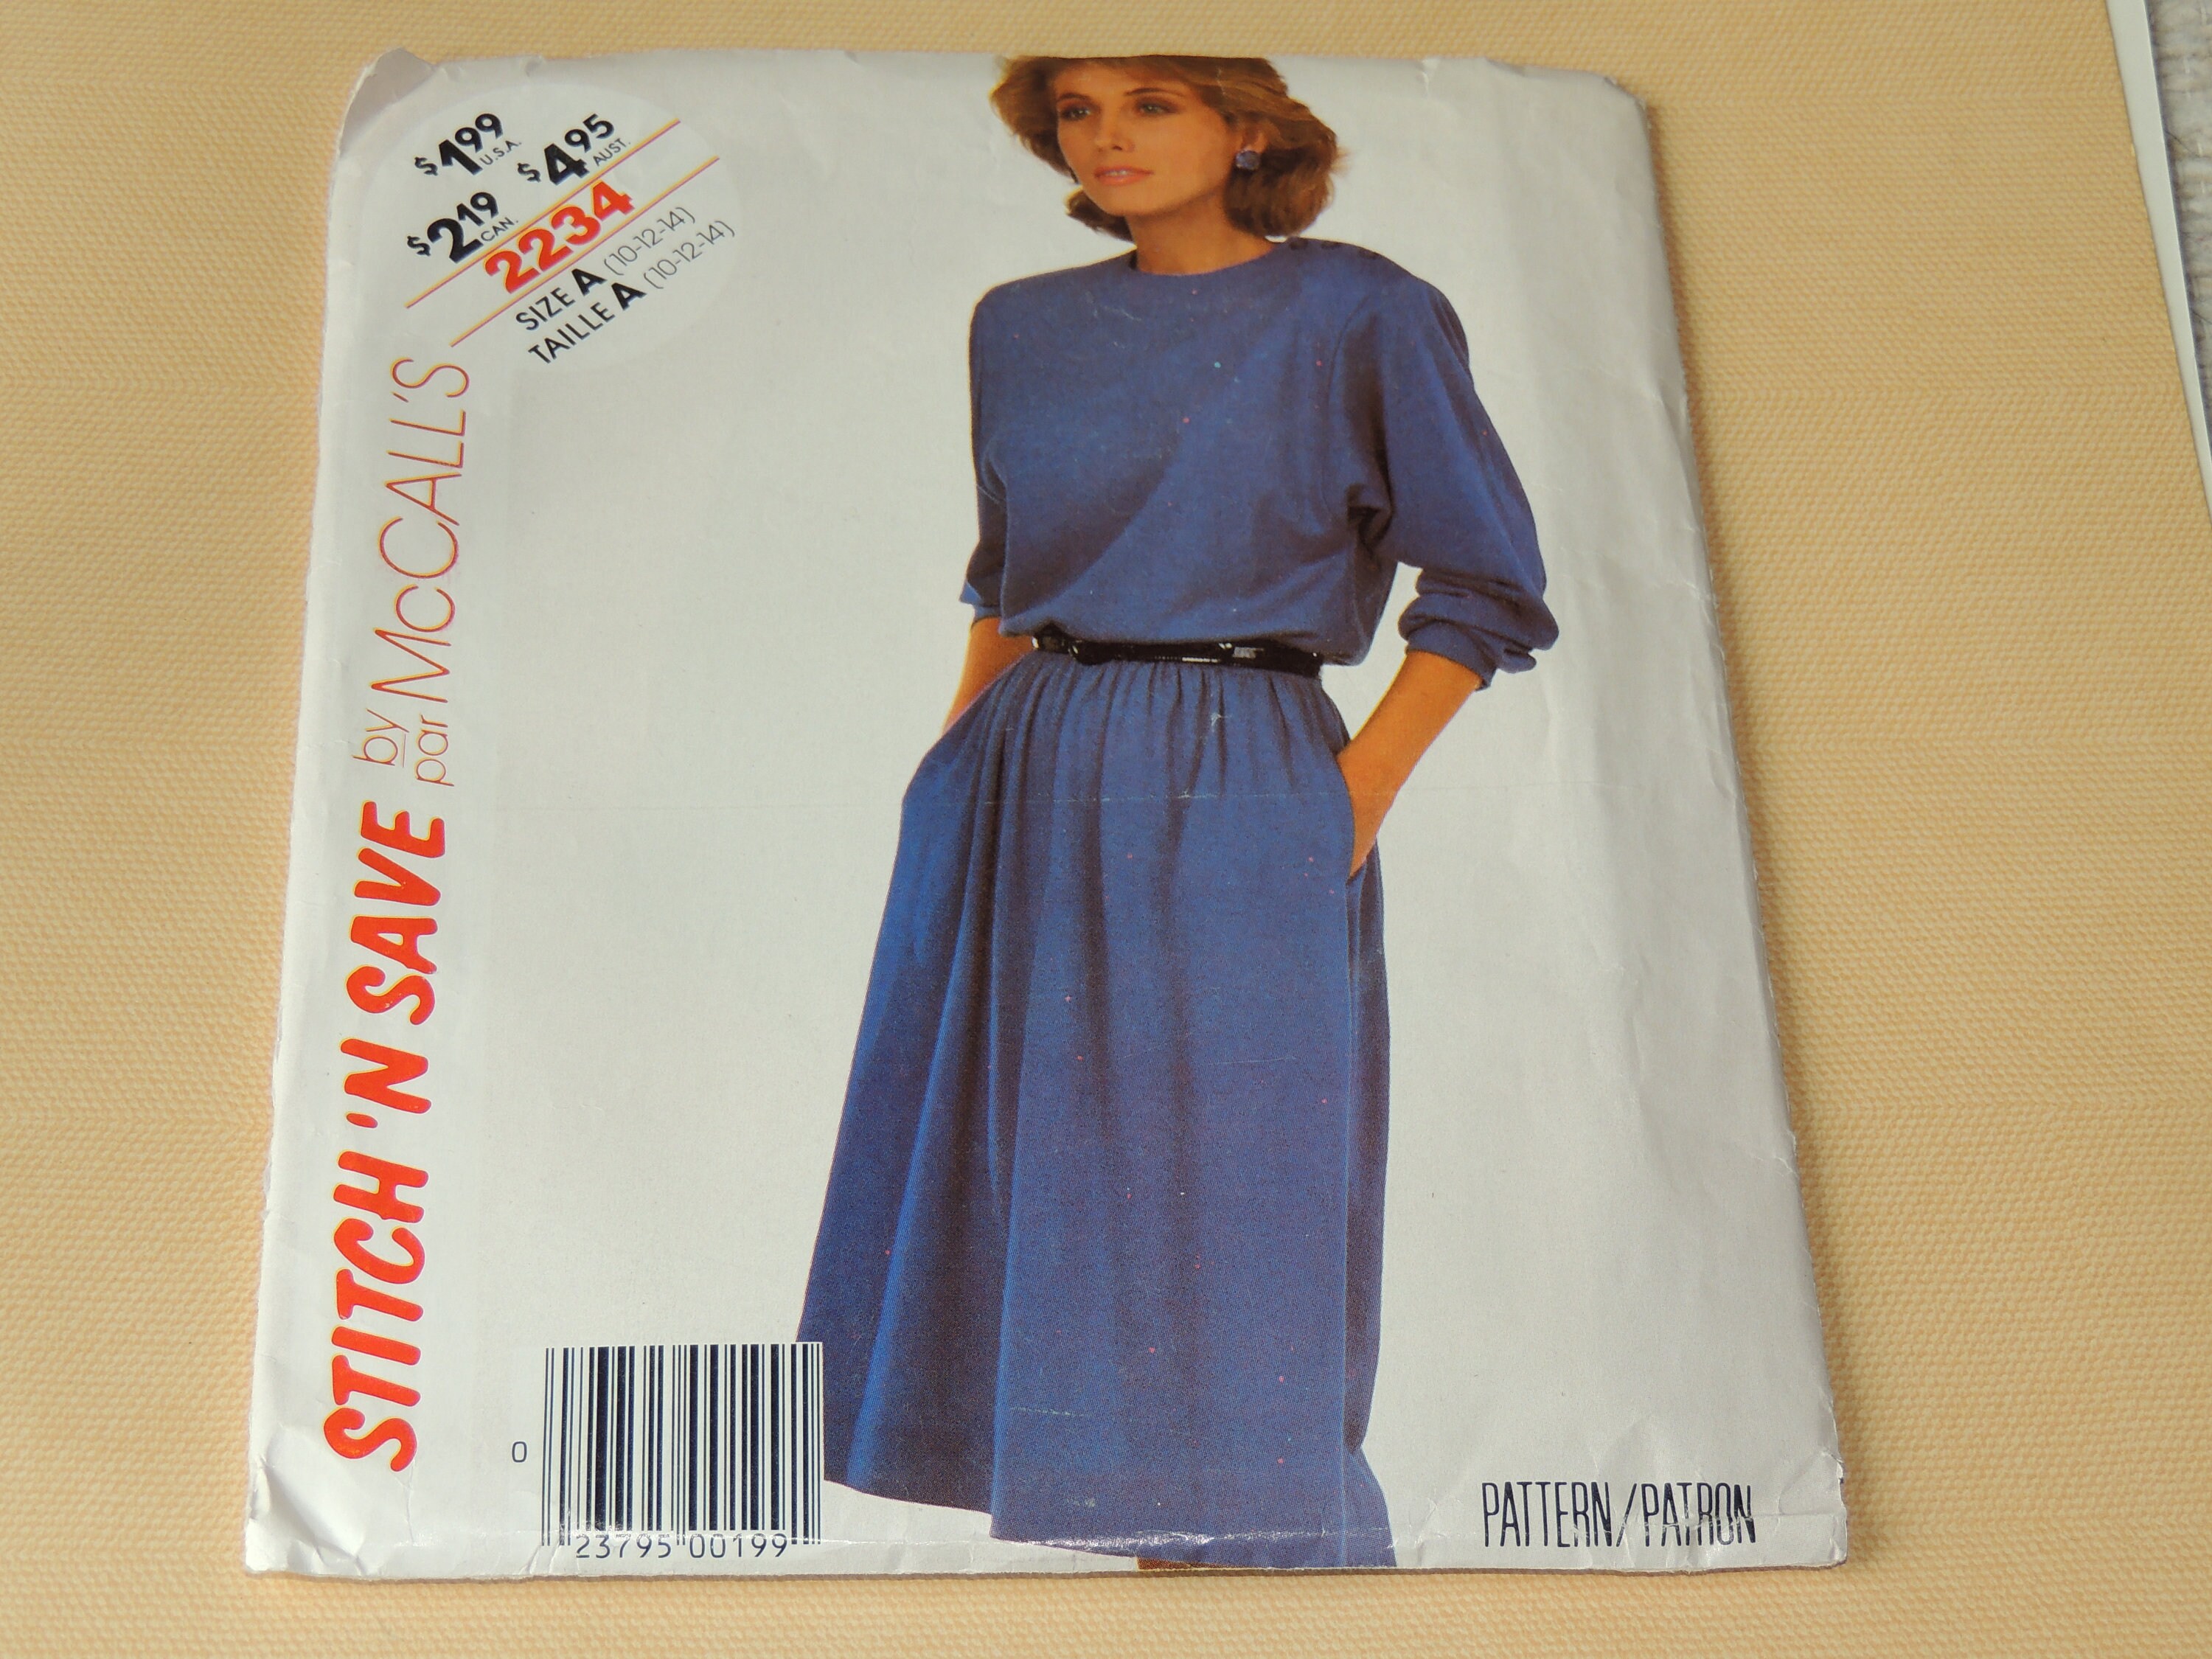 $1.99 U.S.A. $4.95 AUST.
$2.19 CAN.
2234
SIZE A (10-12-14)
TAILLE A (10-12-14)
STITCH 'N SAVE by McCALL'S
par
0
23795 00199
PATTERN/PATRON